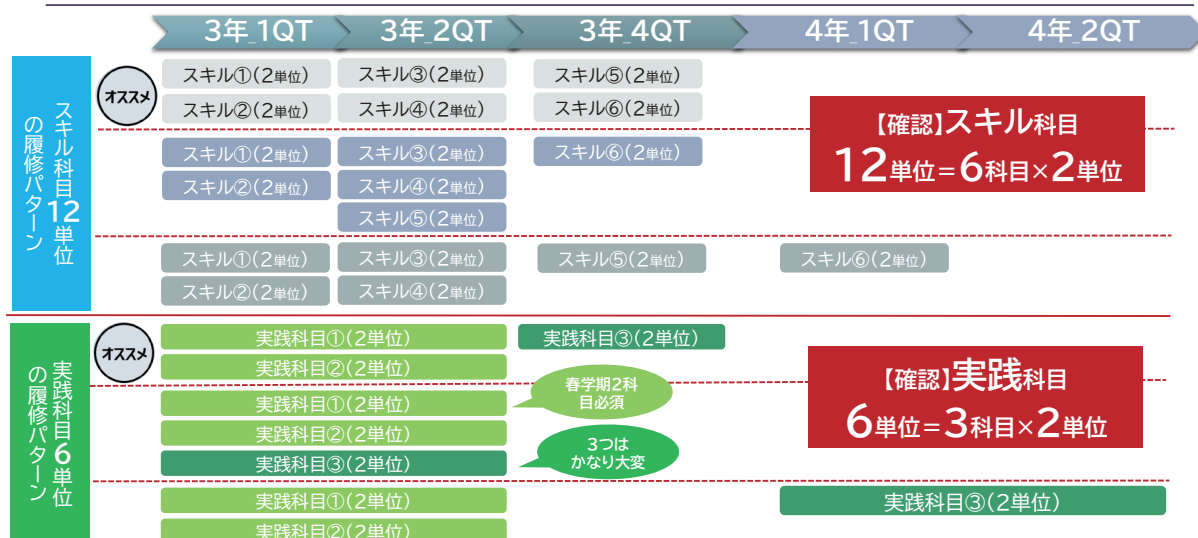 3年_1QT
3年_2QT
3年_4QT
4年_1QT
4年_2QT
スキル科目12単位
の履修パターン
オススメ
スキル①(2単位)
スキル③(2単位)
スキル⑤(2単位)
スキル②(2単位)
スキル④(2単位)
スキル⑥(2単位)
スキル①(2単位)
スキル③(2単位)
スキル⑥(2単位)
スキル②(2単位)
スキル④(2単位)
スキル⑤(2単位)
スキル①(2単位)
スキル③(2単位)
スキル⑤(2単位)
スキル⑥(2単位)
スキル②(2単位)
スキル④(2単位)
【確認】スキル科目
12単位=6科目×2単位
実践科目6単位
の履修パターン
オススメ
実践科目①(2単位)
実践科目③(2単位)
実践科目②(2単位)
実践科目①(2単位)
春学期2科
目必須
実践科目②(2単位)
実践科目③(2単位)
3つは
かなり大変
実践科目①(2単位)
実践科目③(2単位)
実践科目②(2単位)
【確認】実践科目
6単位=3科目×2単位